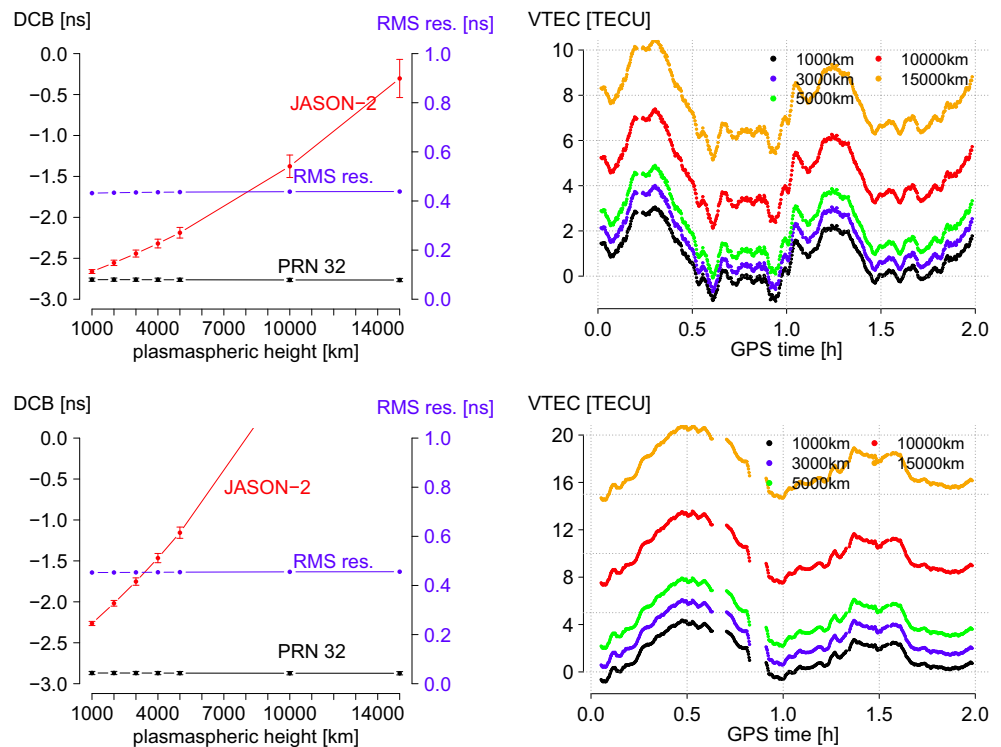 DCB [ns]
RMS res. [ns]
0.0
−0.5
−1.0
−1.5
−2.0
−2.5
−3.0
1.0
0.8
0.6
0.4
0.2
0.0
JASON−2
RMS res.
PRN 32
1000 4000 7000 10000 14000
plasmaspheric height [km]
VTEC [TECU]
10
8
6
4
2
0
1000km 10000km
3000km 15000km
5000km
0.0 0.5 1.0 1.5 2.0
GPS time [h]
DCB [ns]
RMS res. [ns]
0.0
−0.5
−1.0
−1.5
−2.0
−2.5
−3.0
1.0
0.8
0.6
0.4
0.2
0.0
JASON−2
RMS res.
PRN 32
1000 4000 7000 10000 14000
plasmaspheric height [km]
VTEC [TECU]
20
16
12
8
4
0
1000km 10000km
3000km 15000km
5000km
0.0 0.5 1.0 1.5 2.0
GPS time [h]